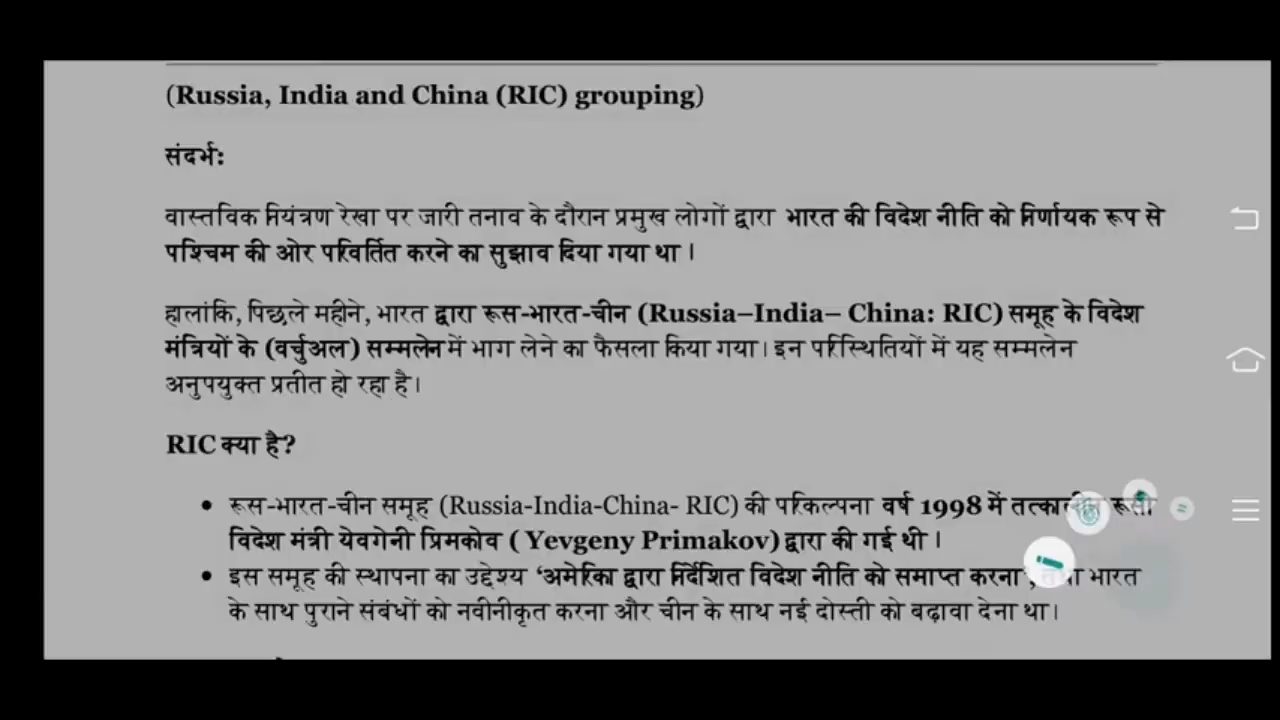 (Russia, India and China (RIC) grouping)
संदर्भ:
वास्तविक नियंत्रण रेखा पर जारी तनाव के दौरान प्रमुख लोगों द्वारा भारत की विदेश नीति को निर्णायक रूप से
पश्चिम की ओर परिवर्तित करने का सुझाव दिया गया था ।
हालांकि, पिछले महीने, भारत द्वारा रूस-भारत-चीन (Russia–India– China: RIC) समूह के विदेश
मंत्रियों के (वर्चुअल) सम्मलेन में भाग लेने का फैसला किया गया। इन परिस्थितियों में यह सम्मलेन
अनुपयुक्त प्रतीत हो रहा है।
RIC क्या है?
• रूस-भारत-चीन समूह (Russia-India-China- RIC) की परिकल्पना वर्ष 1998 में
विदेश मंत्री येवगेनी प्रिमकोव ( Yevgeny Primakov) द्वारा की गई थी ।
• इस समूह की स्थापना का उद्देश्य ‘अमेरिका द्वारा निर्देशित विदेश नीति को समाप्त करना’, भारत
के साथ पुराने संबंधों को नवीनीकृत करना और चीन के साथ नई दोस्ती को बढ़ावा देना था।